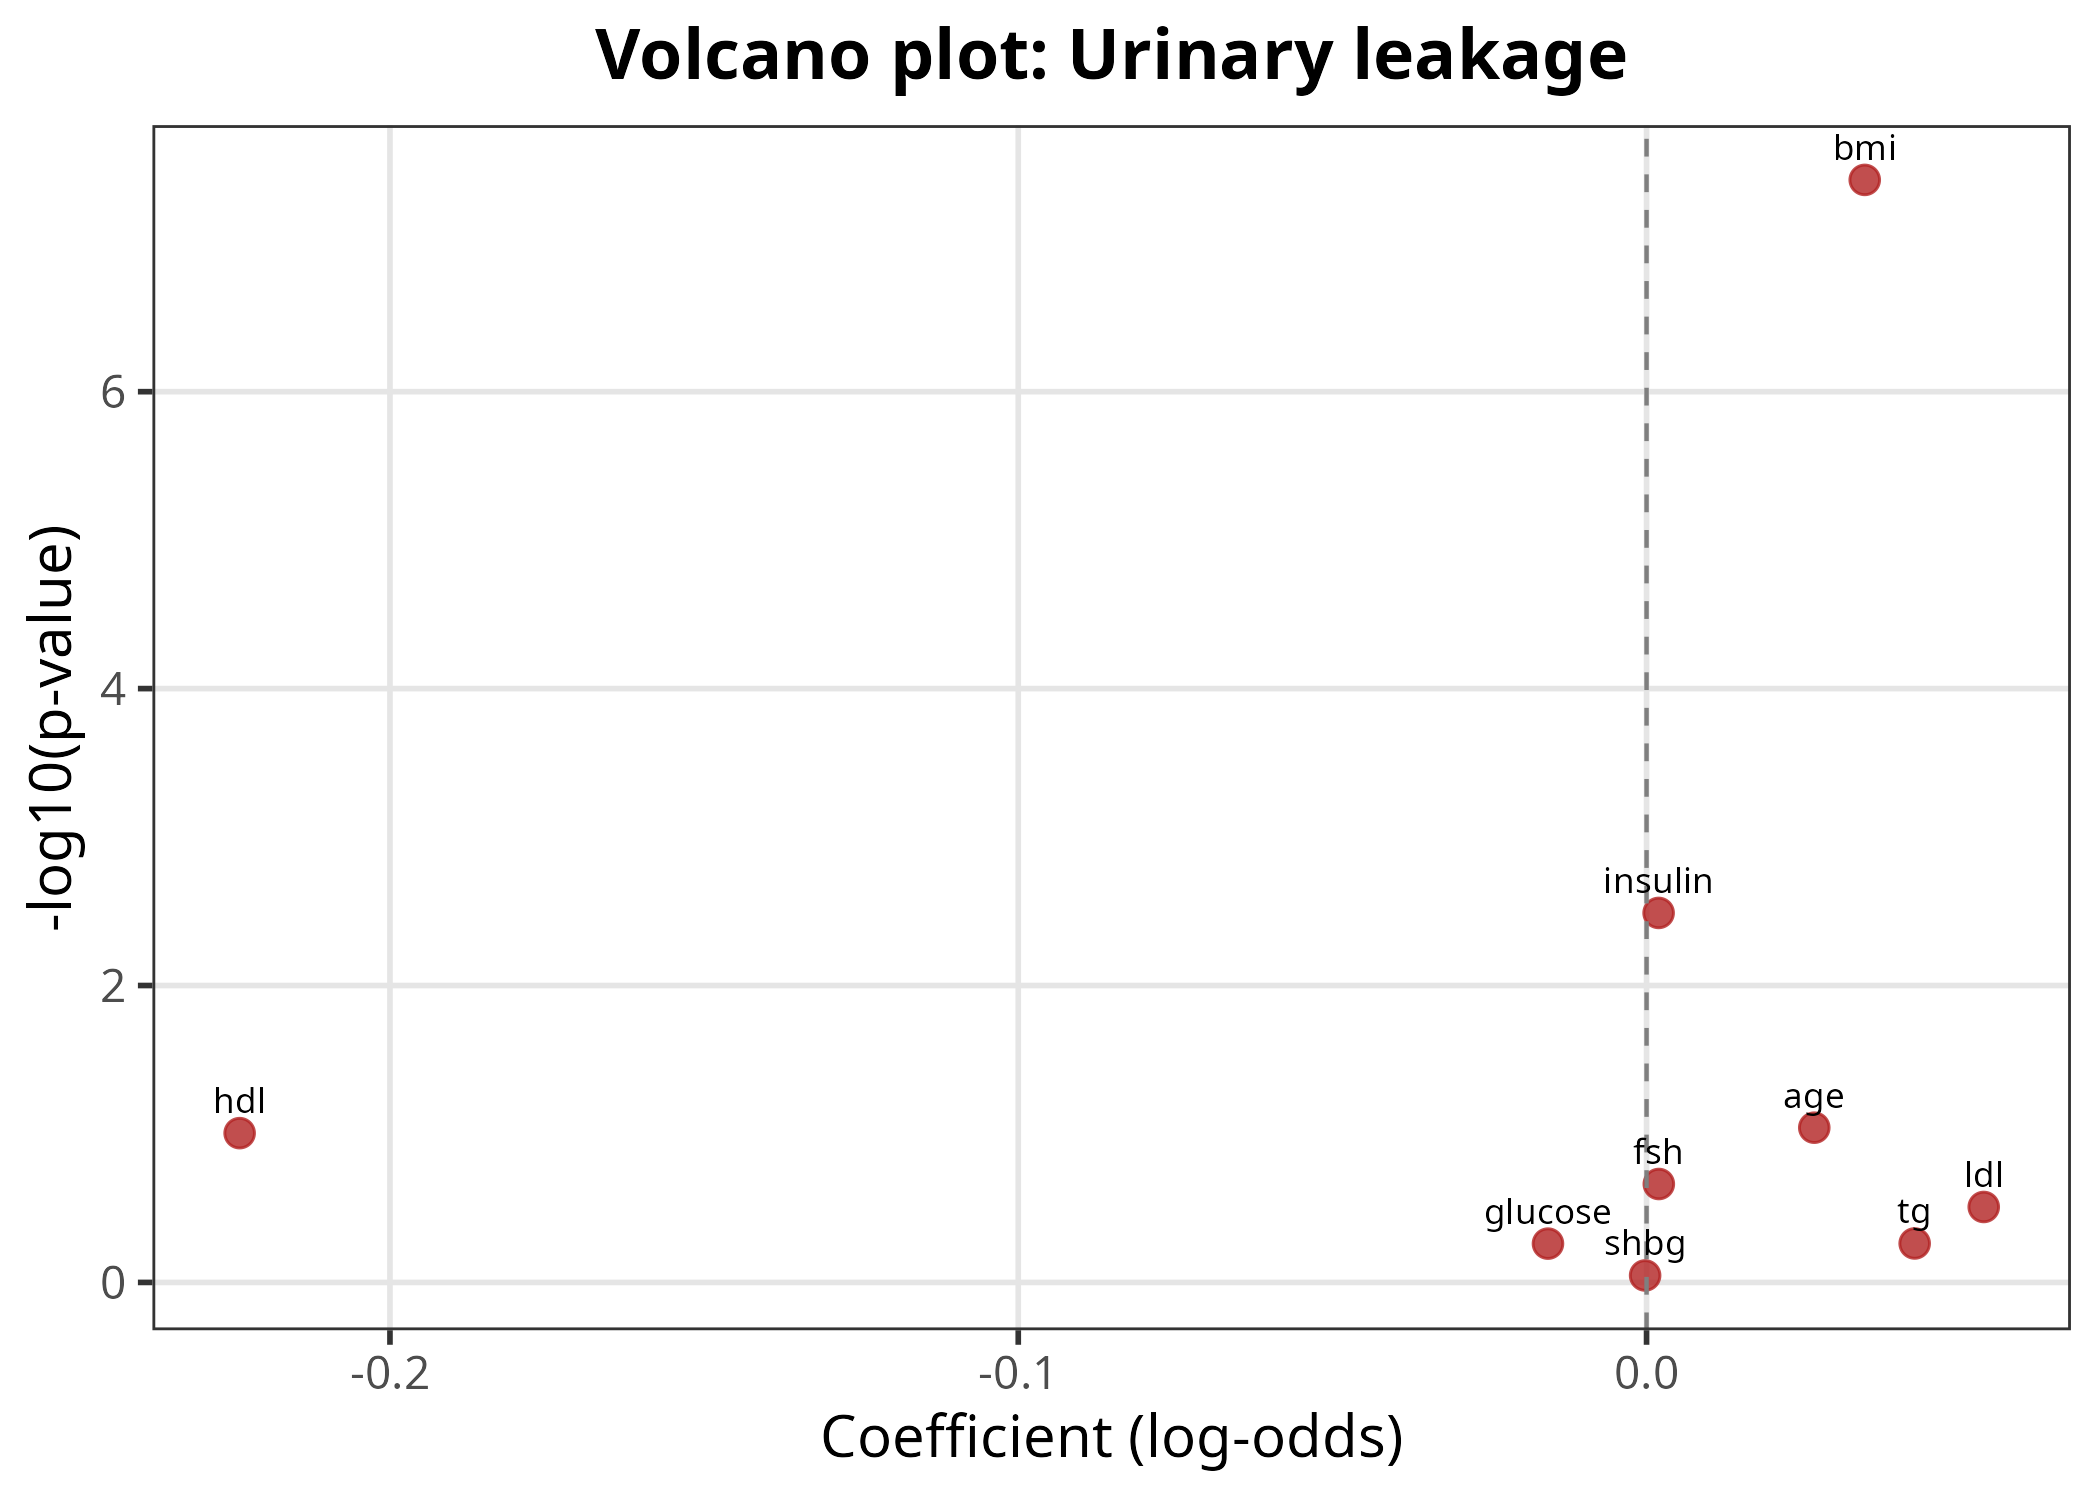 Volcano plot: Urinary leakage
bmi
6
-log10(p-value)
4
insulin
2
hdl
age
fsh
ldl
glucose
tg
shbg
0
-0.2
-0.1
0.0
Coefficient (log-odds)